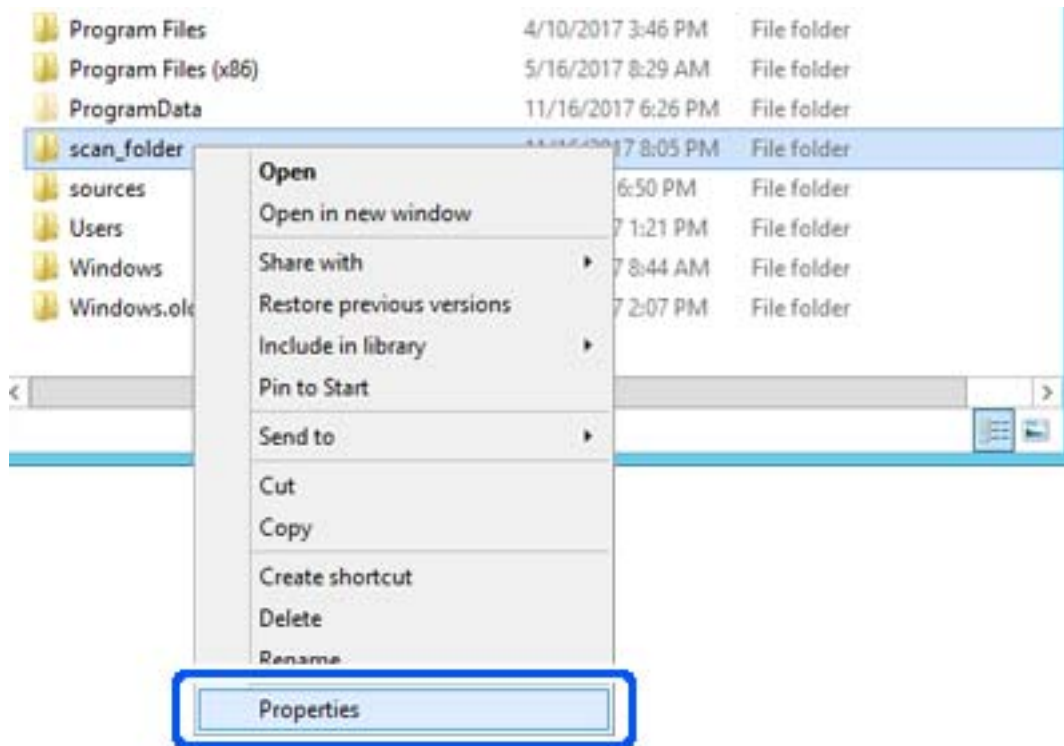 Program Files 4/10/2017 3:46 PM File folder
Program Files (x86) 5/16/2017 8:29 AM File folder
ProgramData 11/16/2017 6:26 PM File folder
scan_folder 7 8:05 PM File folder
Open
sources 6:50 PM File folder
Open in new window
Users 7 1:21 PM File folder
Share with
Windows 7 8:44 AM File folder
Restore previous versions
Windows.old 7 2:07 PM File folder
Include in library
Pin to Start
Send to
Cut
Copy
Create shortcut
Delete
Rename
Properties